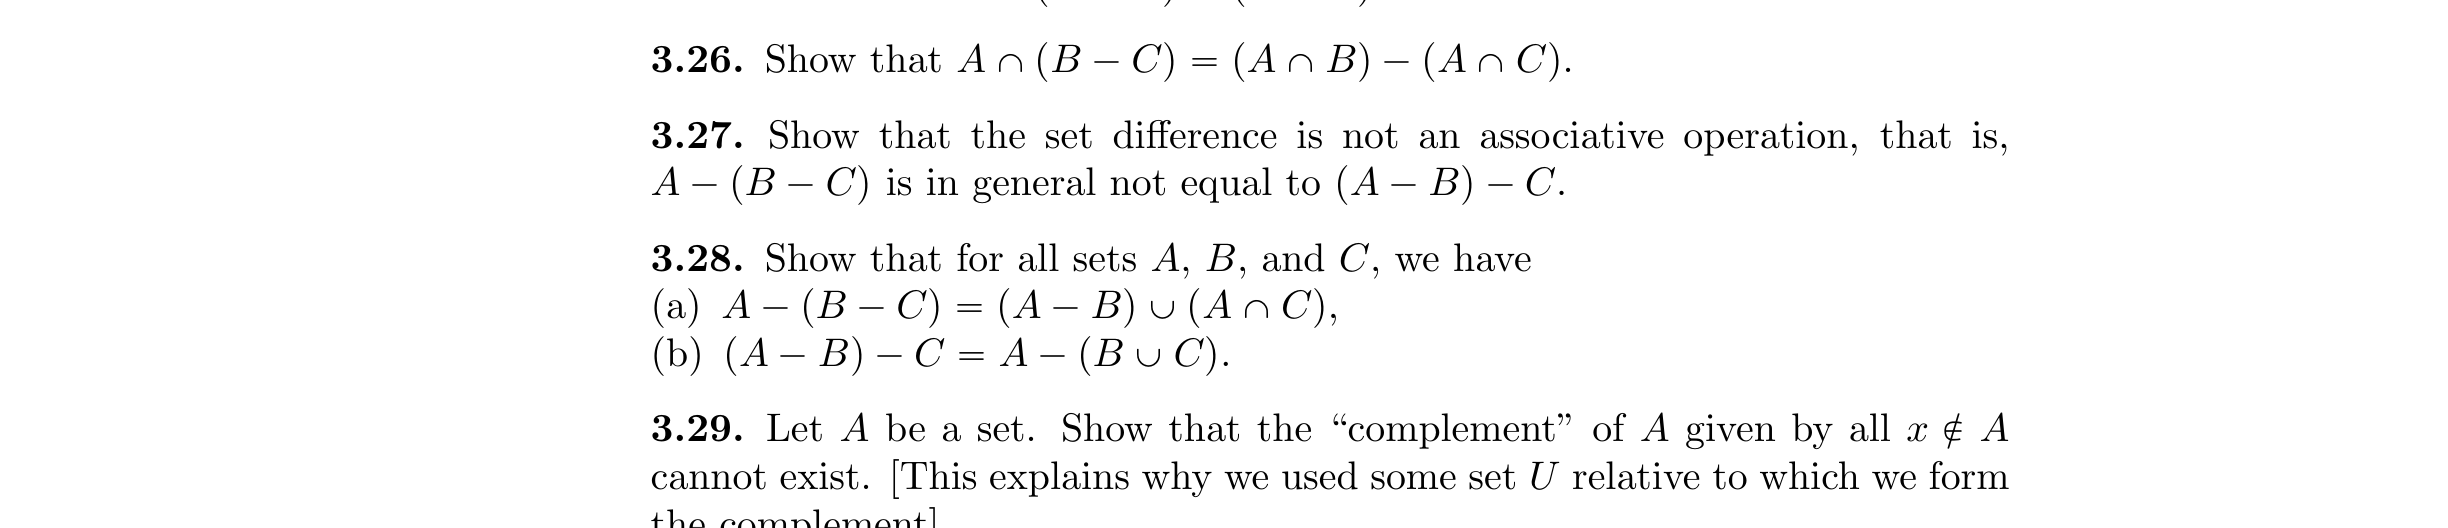 3.26. Show that A ∩ (B − C) = (A ∩ B) − (A ∩ C).
3.27. Show that the set difference is not an associative operation, that is,
A − (B − C) is in general not equal to (A − B) − C.
3.28. Show that for all sets A, B, and C, we have
(a) A − (B − C) = (A − B) ∪ (A ∩ C),
(b) (A − B) − C = A − (B ∪ C).
3.29. Let A be a set. Show that the “complement” of A given by all x ∉ A
cannot exist. [This explains why we used some set U relative to which we form
the complement]